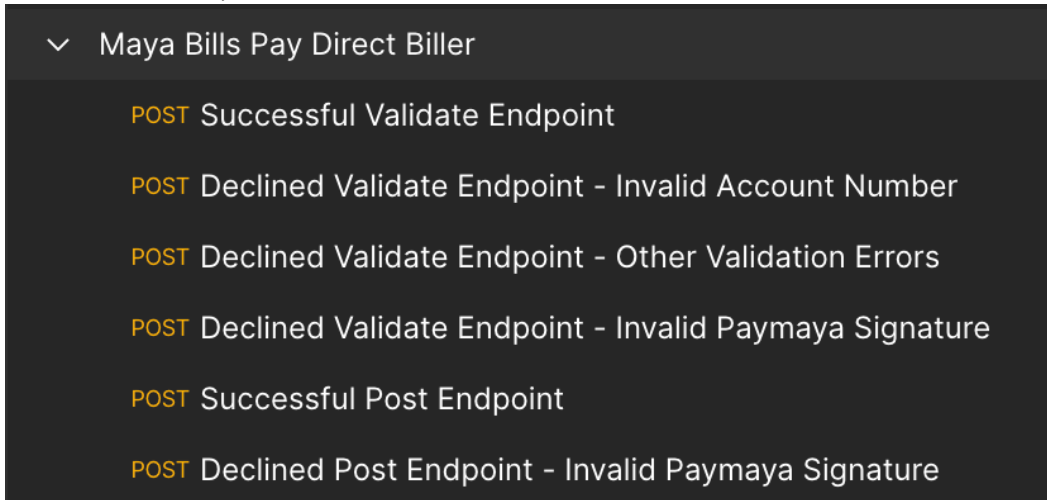 Maya Bills Pay Direct Biller
POST Successful Validate Endpoint
POST Declined Validate Endpoint - Invalid Account Number
POST Declined Validate Endpoint - Other Validation Errors
POST Declined Validate Endpoint - Invalid Paymaya Signature
POST Successful Post Endpoint
POST Declined Post Endpoint - Invalid Paymaya Signature